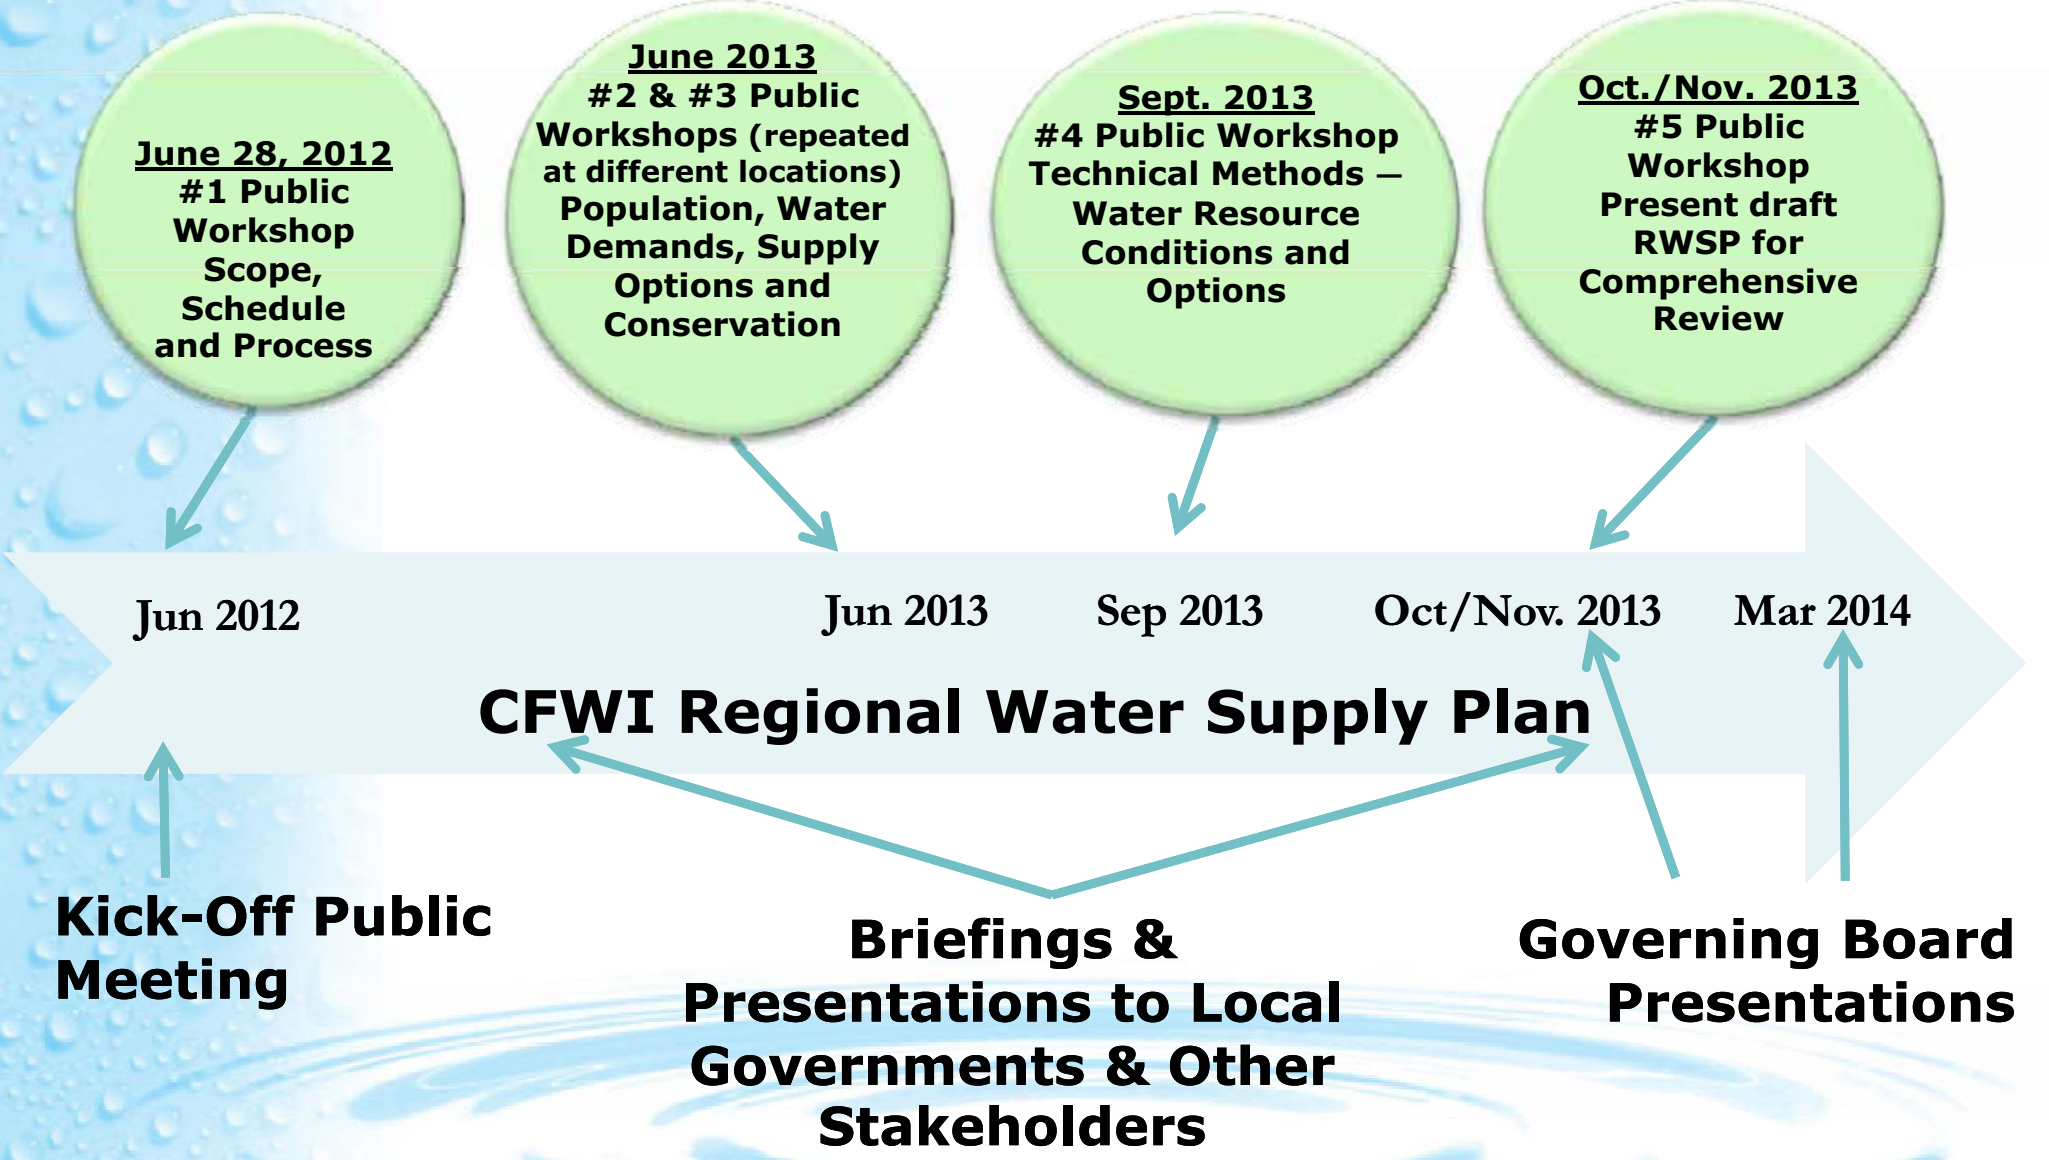 June 28, 2012
#1 Public
Workshop
Scope,
Schedule
and Process
June 2013
#2 & #3 Public
Workshops (repeated
at different locations)
Population, Water
Demands, Supply
Options and
Conservation
Sept. 2013
#4 Public Workshop
Technical Methods —
Water Resource
Conditions and
Options
Oct./Nov. 2013
#5 Public
Workshop
Present draft
RWSP for
Comprehensive
Review
Jun 2012
Jun 2013
Sep 2013
Oct/Nov. 2013
Mar 2014
CFWI Regional Water Supply Plan
Kick-Off Public
Meeting
Briefings &
Presentations to Local
Governments & Other
Stakeholders
Governing Board
Presentations